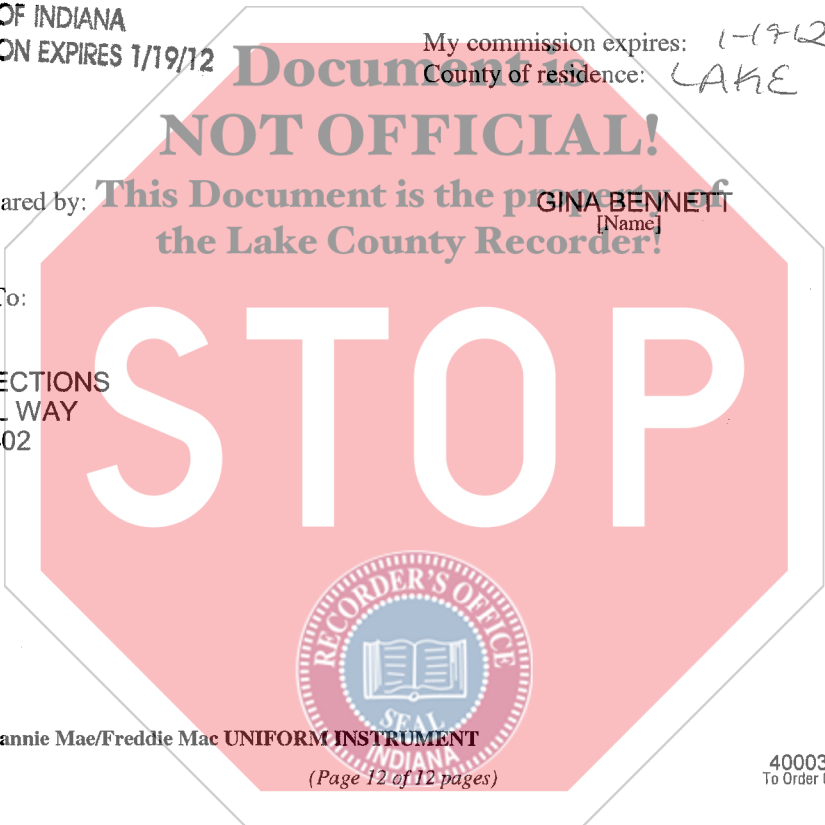 OF INDIANA
ON EXPIRES 1/19/12
My commission expires: 1-19-12
County of residence: LAKE
Document is
NOT OFFICIAL!
This Document is the property of
the Lake County Recorder!
ared by:
GINA BENNETT
[Name]
To:
ECTIONS
L WAY
02
STOP
RECORDER'S OFFICE
SEAL
INDIANA
annie Mae/Freddie Mac UNIFORM INSTRUMENT
(Page 12 of 12 pages)
40003
To Order